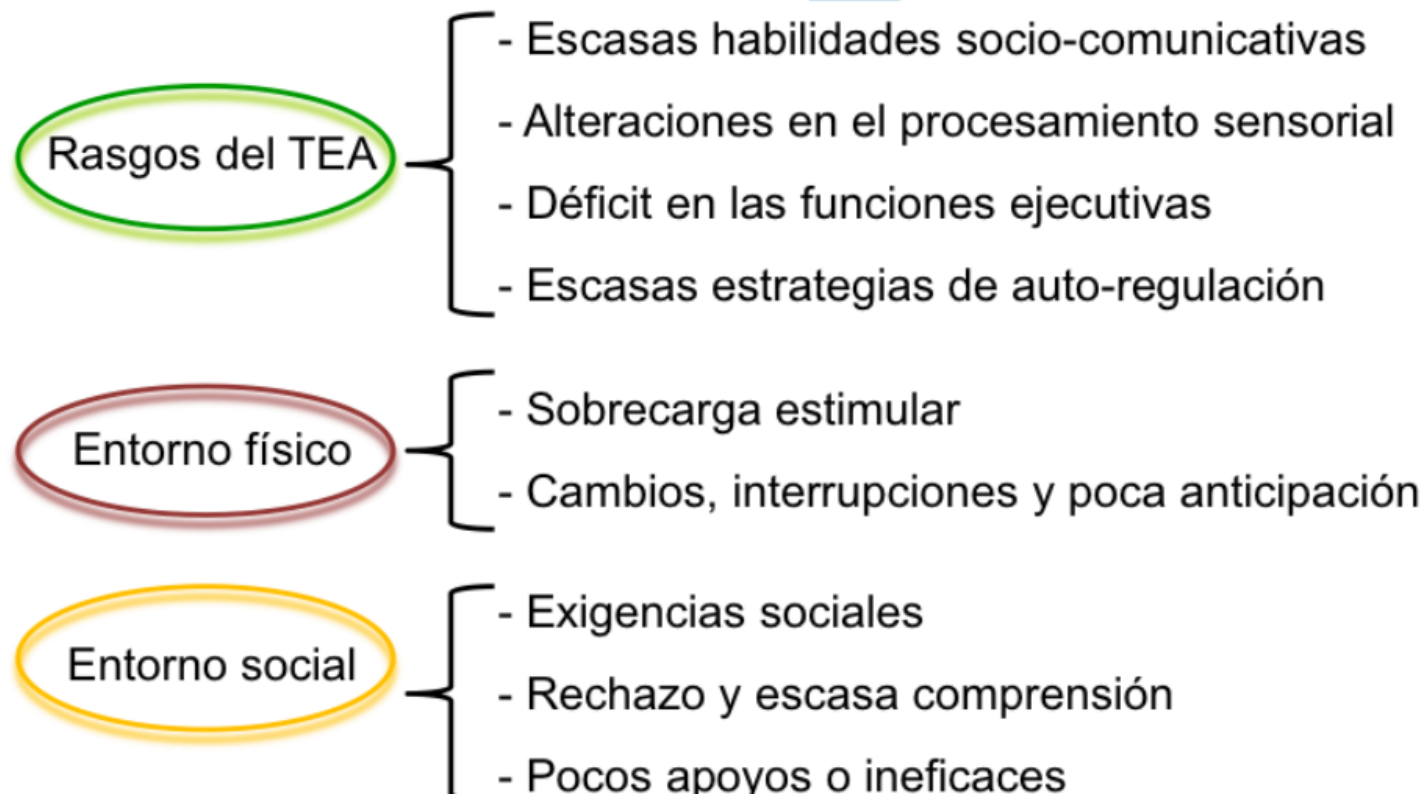 Rasgos del TEA
- Escasas habilidades socio-comunicativas
- Alteraciones en el procesamiento sensorial
- Déficit en las funciones ejecutivas
- Escasas estrategias de auto-regulación
Entorno físico
- Sobrecarga estimular
- Cambios, interrupciones y poca anticipación
Entorno social
- Exigencias sociales
- Rechazo y escasa comprensión
- Pocos apoyos o ineficaces